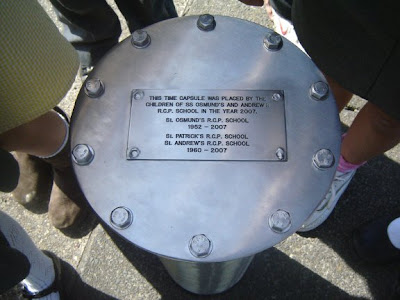 THIS TIME CAPSULE WAS PLACED BY THE
CHILDREN OF SS OSMUND'S AND ANDREW'S
R.C.P. SCHOOL IN THE YEAR 2007.
St. OSMUND'S R.C.P. SCHOOL
1952 – 2007
St. PATRICK'S R.C.P. SCHOOL
St. ANDREW'S R.C.P. SCHOOL
1960 – 2007